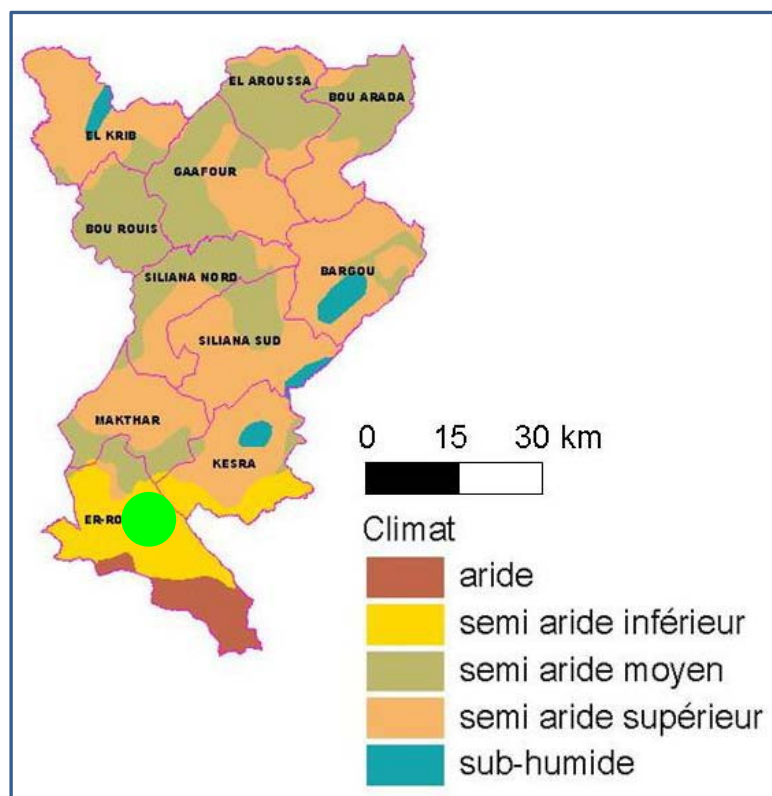 EL AROUSSA
BOU ARADA
EL KRIB
GAAFOUR
BOU ROUIS
SILIANA NORD
BARGOU
SILIANA SUD
MAKTHAR
KESRA
0 15 30 km
Climat
aride
semi aride inférieur
semi aride moyen
semi aride supérieur
sub-humide